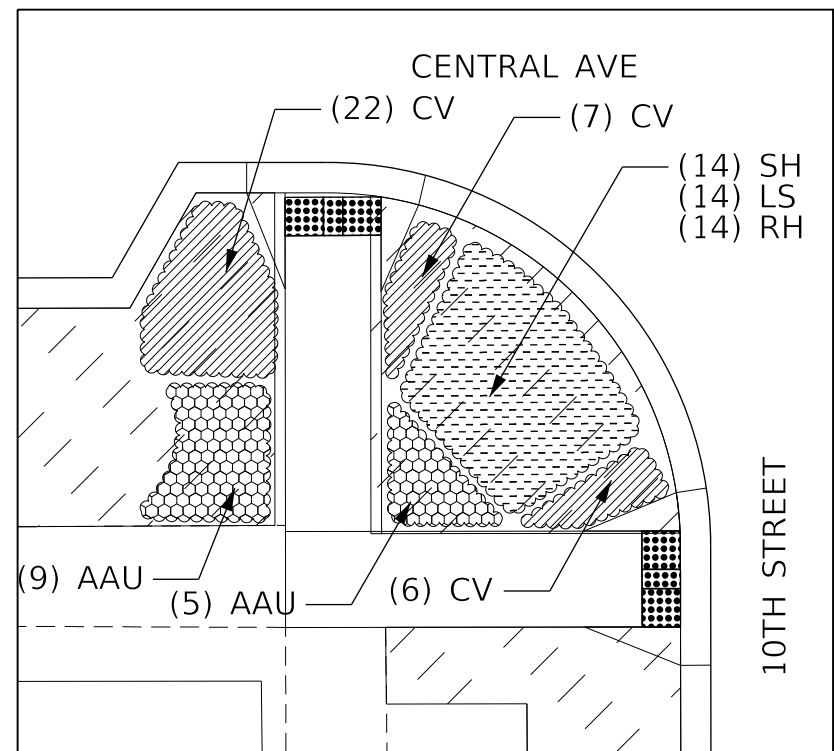 CENTRAL AVE
(22) CV
(7) CV
(14) SH
(14) LS
(14) RH
(9) AAU
(5) AAU
(6) CV
10TH STREET